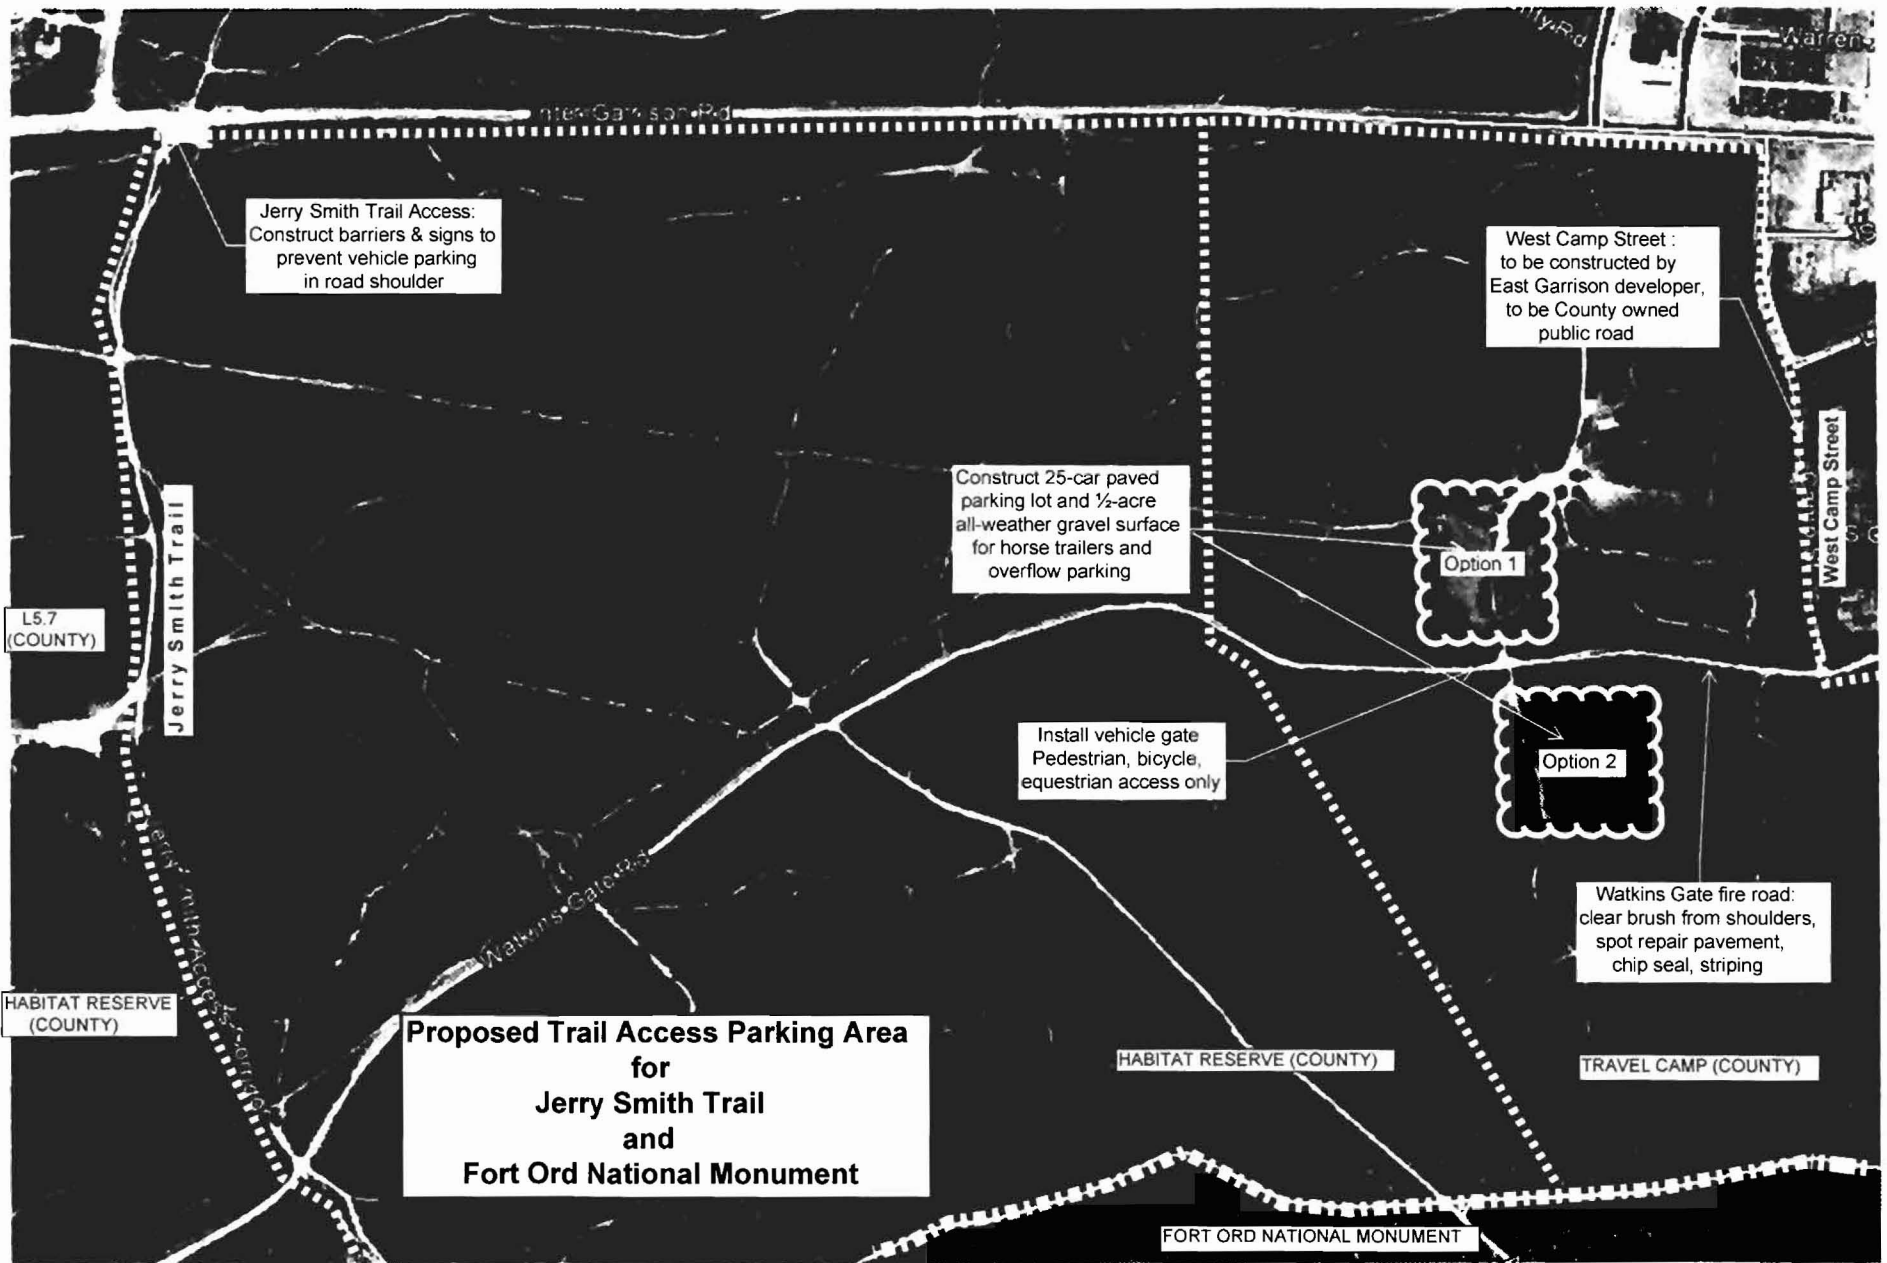 Warren
Inter-Garrison Rd
Jerry Smith Trail Access:
Construct barriers & signs to
prevent vehicle parking
in road shoulder
West Camp Street :
to be constructed by
East Garrison developer,
to be County owned
public road
Construct 25-car paved
parking lot and ½-acre
all-weather gravel surface
for horse trailers and
overflow parking
West Camp Street
Jerry Smith Trail
Option 1
L5.7
(COUNTY)
Install vehicle gate
Pedestrian, bicycle,
equestrian access only
Option 2
Watkins Gate Rd
Watkins Gate fire road:
clear brush from shoulders,
spot repair pavement,
chip seal, striping
HABITAT RESERVE
(COUNTY)
Proposed Trail Access Parking Area
for
Jerry Smith Trail
and
Fort Ord National Monument
HABITAT RESERVE (COUNTY)
TRAVEL CAMP (COUNTY)
FORT ORD NATIONAL MONUMENT